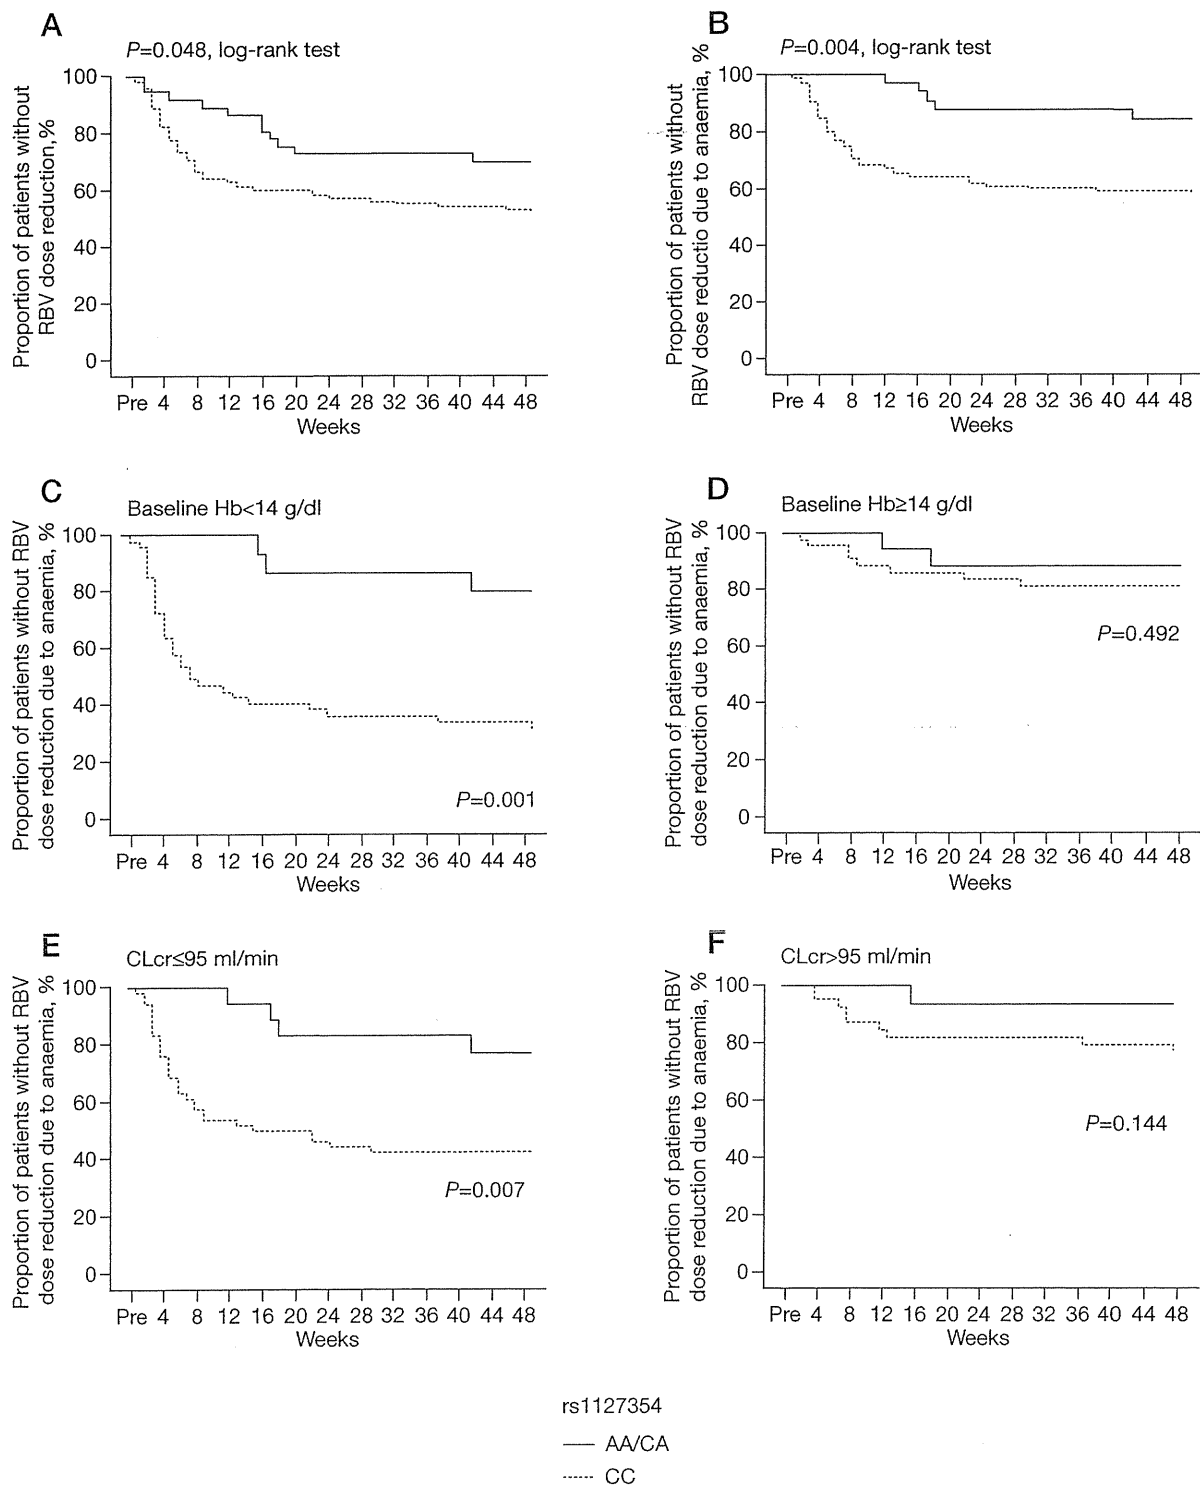 A
P=0.048, log-rank test
Proportion of patients without
RBV dose reduction,%
100
80
60
40
20
0
Pre 4 8 12 16 20 24 28 32 36 40 44 48
Weeks
B
P=0.004, log-rank test
Proportion of patients without
RBV dose reductio due to anaemia, %
100
80
60
40
20
0
Pre 4 8 12 16 20 24 28 32 36 40 44 48
Weeks
C
Baseline Hb<14 g/dl
Proportion of patients without RBV
dose reduction due to anaemia, %
100
80
60
40
20
0
P=0.001
Pre 4 8 12 16 20 24 28 32 36 40 44 48
Weeks
D
Baseline Hb≥14 g/dl
Proportion of patients without RBV
dose reduction due to anaemia, %
100
80
60
40
20
0
P=0.492
Pre 4 8 12 16 20 24 28 32 36 40 44 48
Weeks
E
CLcr≤95 ml/min
Proportion of patients without RBV
dose reduction due to anaemia, %
100
80
60
40
20
0
P=0.007
Pre 4 8 12 16 20 24 28 32 36 40 44 48
Weeks
F
CLcr>95 ml/min
Proportion of patients without RBV
dose reduction due to anaemia, %
100
80
60
40
20
0
P=0.144
Pre 4 8 12 16 20 24 28 32 36 40 44 48
Weeks
rs1127354
AA/CA
CC